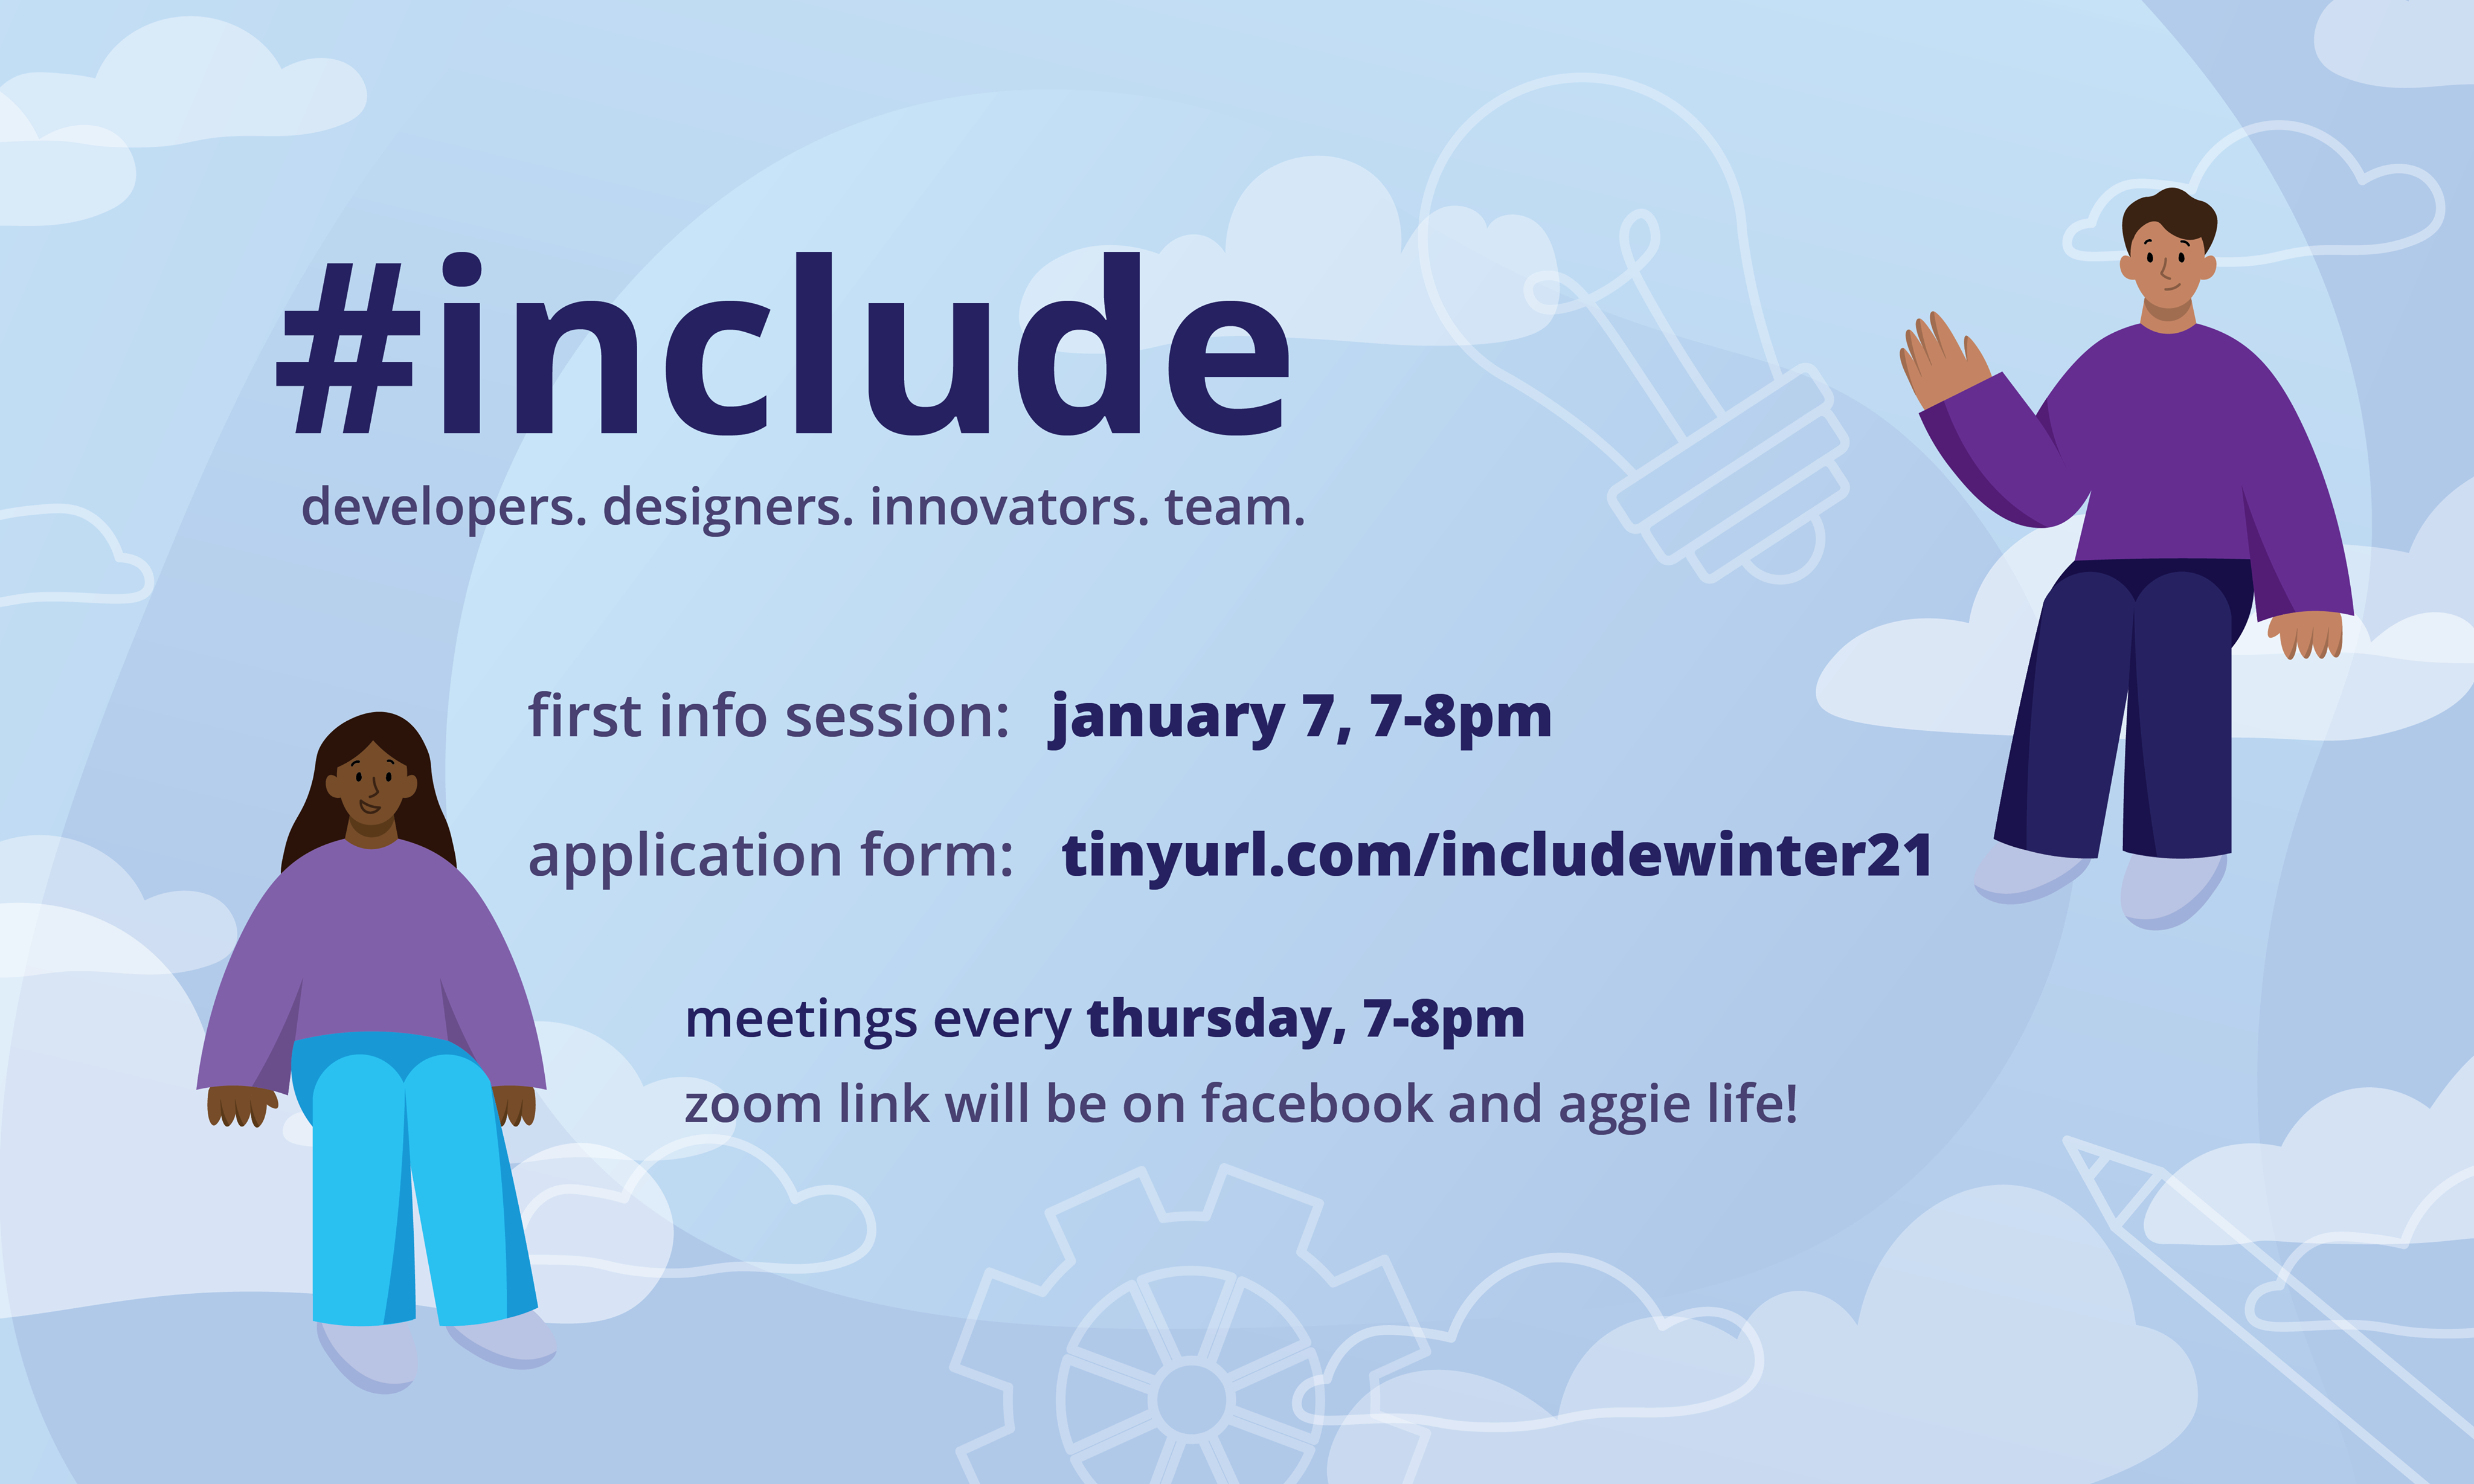 #include
developers. designers. innovators. team.
first info session: january 7, 7-8pm
application form: tinyurl.com/includewinter21
meetings every thursday, 7-8pm
zoom link will be on facebook and aggie life!